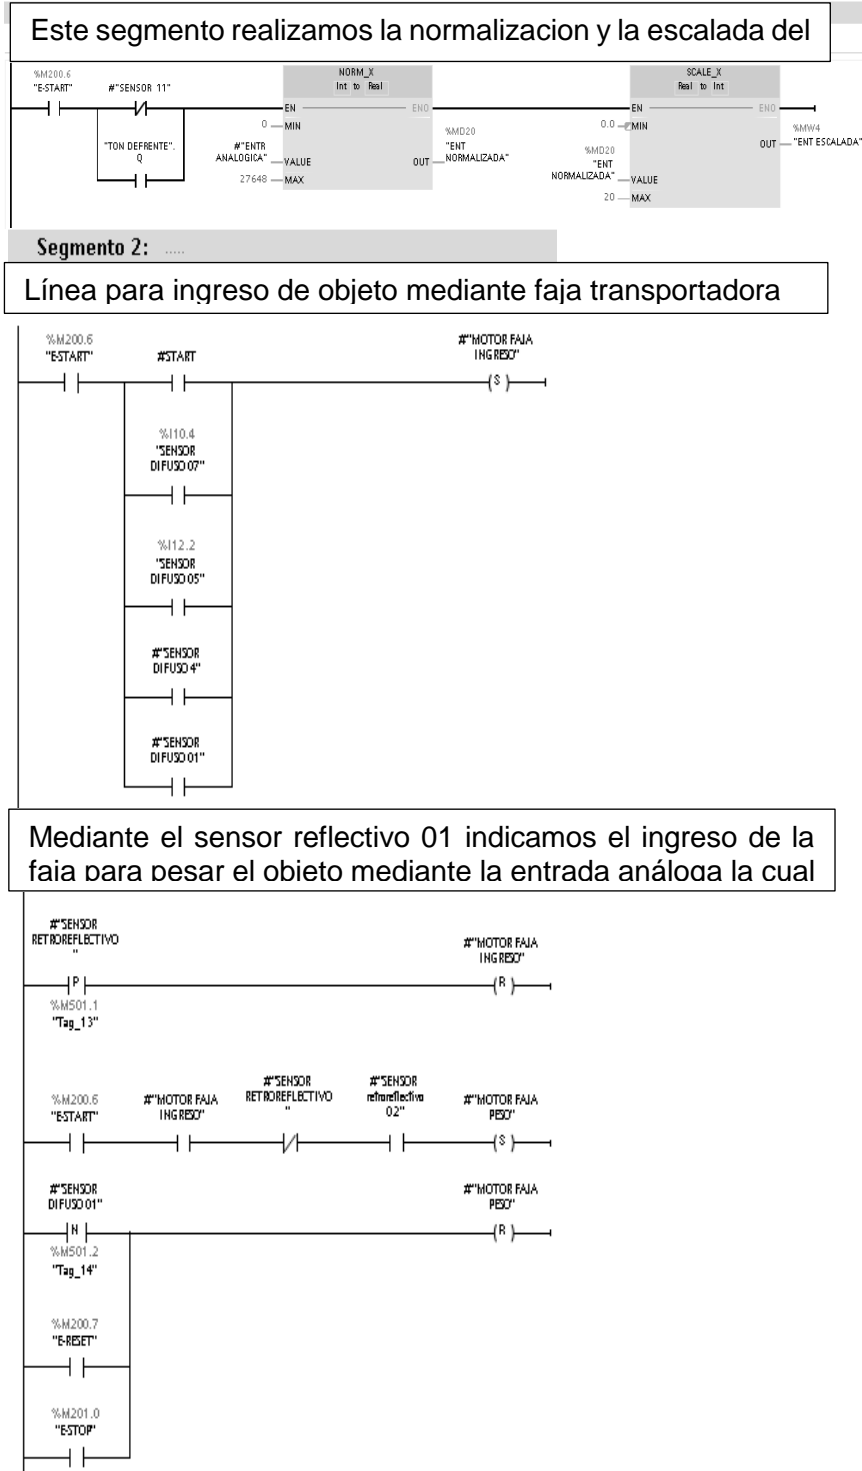 Este segmento realizamos la normalizacion y la escalada del
%M200.6
"E-START"
#"SENSOR 11"
"TON DEFRENTE".
Q
NORM_X
Int to Real
EN
ENO
0
MIN
#"ENTR
ANALOGICA"
VALUE
27648
MAX
OUT
%MD20
"ENT
NORMALIZADA"
SCALE_X
Real to Int
EN
ENO
0.0
MIN
%MD20
"ENT
NORMALIZADA"
VALUE
20
MAX
OUT
%MW4
"ENT ESCALADA"
Segmento 2: .....
Línea para ingreso de objeto mediante faja transportadora
%M200.6
"E-START"
#START
#"MOTOR FAJA
INGRESO"
S
%I10.4
"SENSOR
DIFUSO 07"
%I12.2
"SENSOR
DIFUSO 05"
#"SENSOR
DIFUSO 4"
#"SENSOR
DIFUSO 01"
Mediante el sensor reflectivo 01 indicamos el ingreso de la
faja para pesar el objeto mediante la entrada análoga la cual
#"SENSOR
RETROREFLECTIVO
"
P
%M501.1
"Tag_13"
#"MOTOR FAJA
INGRESO"
R
%M200.6
"E-START"
#"MOTOR FAJA
INGRESO"
#"SENSOR
RETROREFLECTIVO
"
#"SENSOR
retroreflectivo
02"
#"MOTOR FAJA
PESO"
S
#"SENSOR
DIFUSO 01"
N
%M501.2
"Tag_14"
#"MOTOR FAJA
PESO"
R
%M200.7
"E-RESET"
%M201.0
"E-STOP"